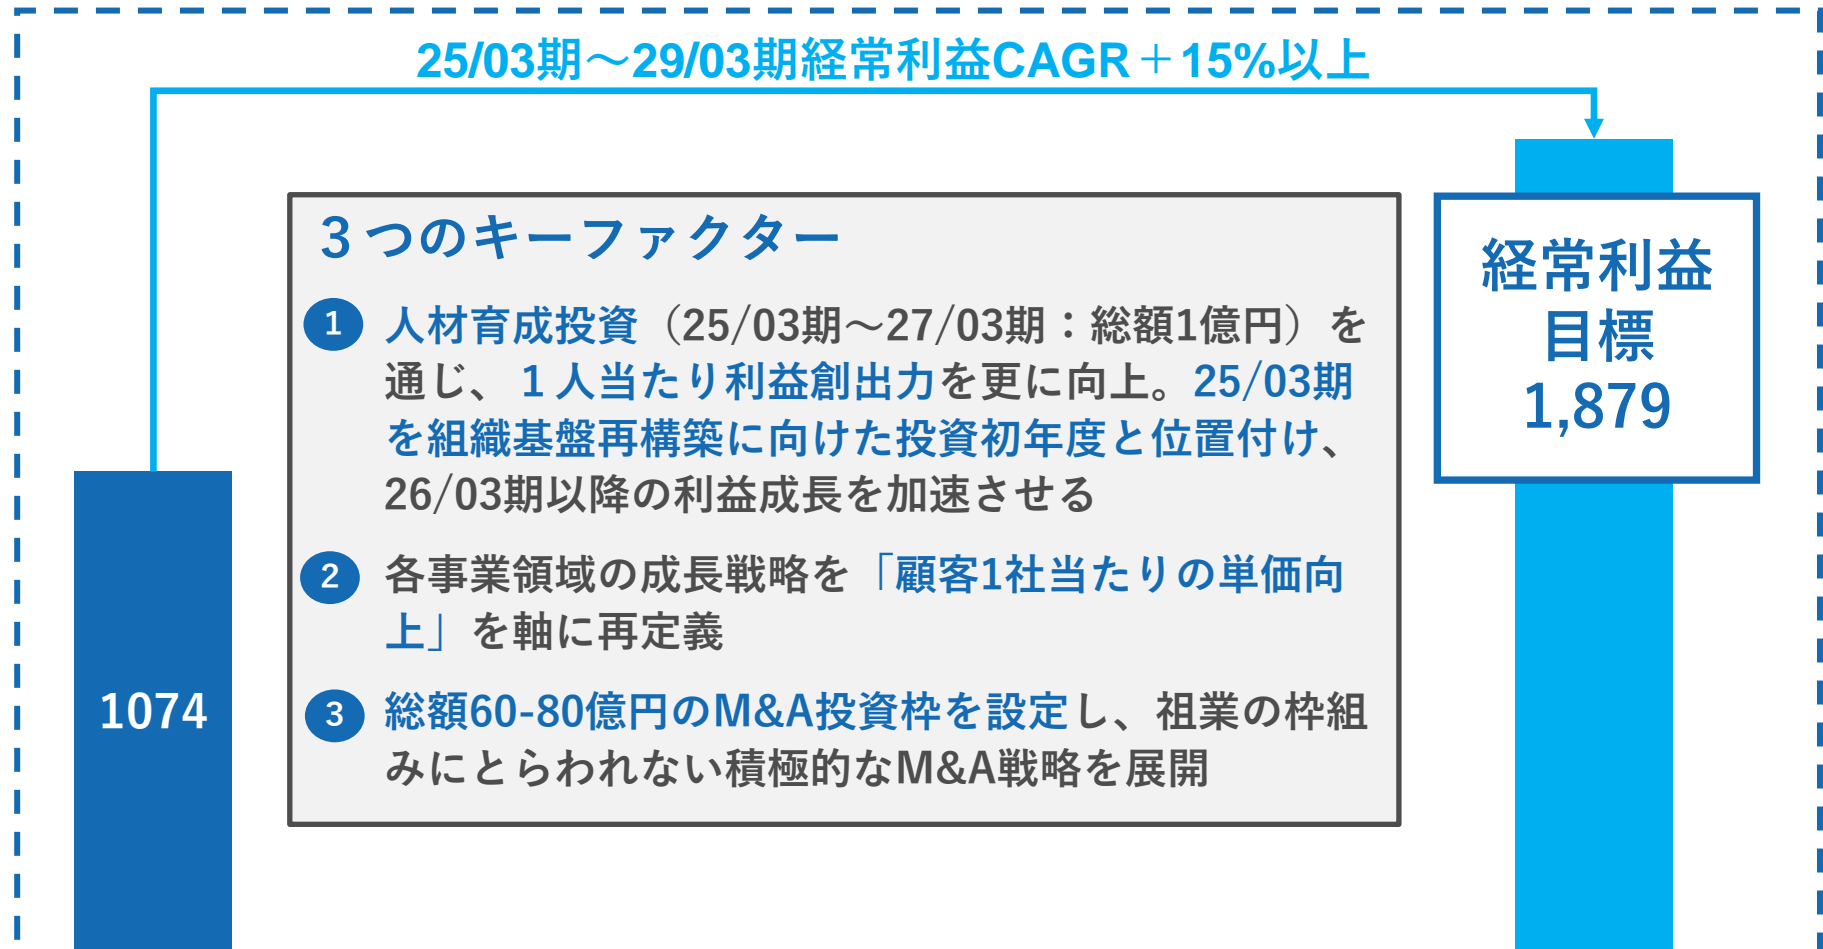 25/03期～29/03期経常利益CAGR＋15%以上
３つのキーファクター
1 人材育成投資（25/03期～27/03期：総額1億円）を
通じ、１人当たり利益創出力を更に向上。25/03期
を組織基盤再構築に向けた投資初年度と位置付け、
26/03期以降の利益成長を加速させる
2 各事業領域の成長戦略を「顧客1社当たりの単価向
上」を軸に再定義
3 総額60-80億円のM&A投資枠を設定し、祖業の枠組
みにとらわれない積極的なM&A戦略を展開
経常利益
目標
1,879
1074